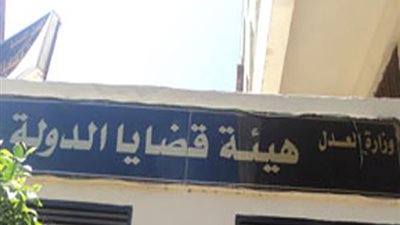 وزارة العدل
هيئة قضايا الدولة